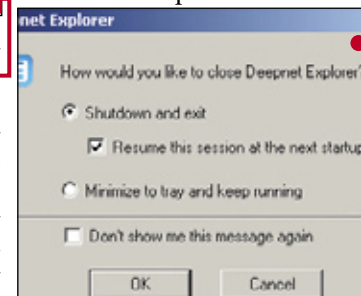 net Explorer
How would you like to close Deepnet Explorer?
Shutdown and exit
Resume this session at the next startup
Minimize to tray and keep running
Don't show me this message again
OK Cancel